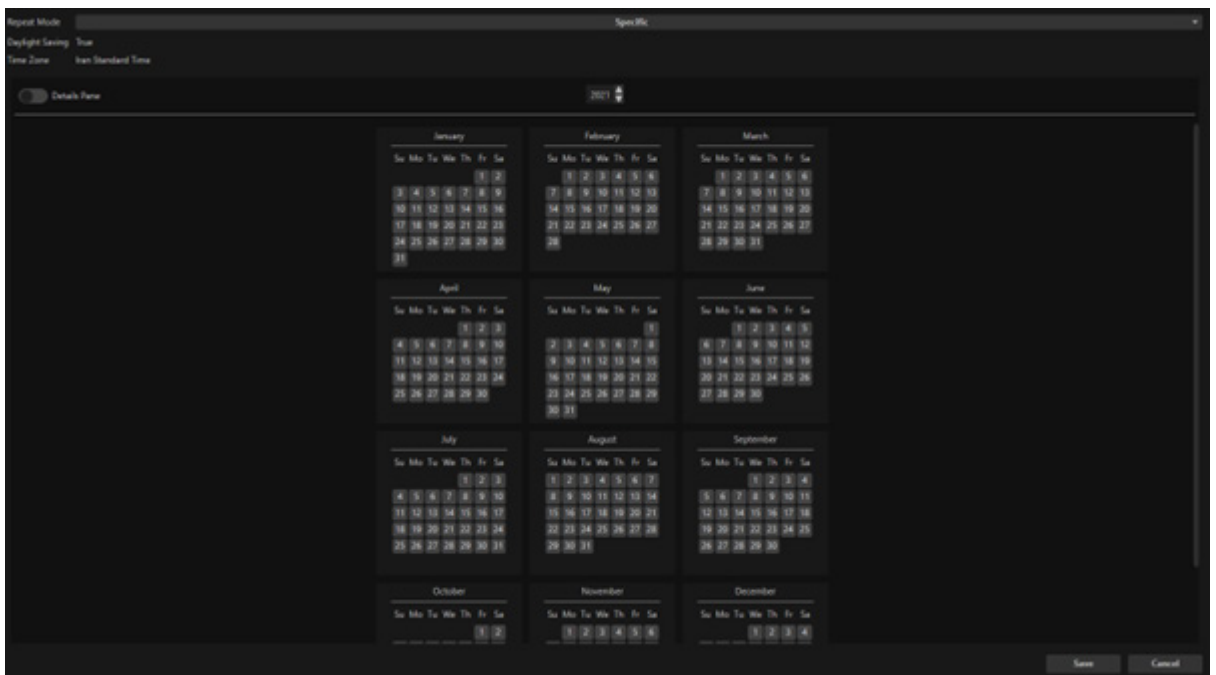 Repeat Mode Specific
Daylight Saving True
Time Zone Iran Standard Time
Details Pane 2021
January February March
Su Mo Tu We Th Fr Sa Su Mo Tu We Th Fr Sa Su Mo Tu We Th Fr Sa
1 2 1 2 3 4 5 6 1 2 3 4 5 6
3 4 5 6 7 8 9 7 8 9 10 11 12 13 7 8 9 10 11 12 13
10 11 12 13 14 15 16 14 15 16 17 18 19 20 14 15 16 17 18 19 20
17 18 19 20 21 22 23 21 22 23 24 25 26 27 21 22 23 24 25 26 27
24 25 26 27 28 29 30 28 28 29 30 31
31
April May June
Su Mo Tu We Th Fr Sa Su Mo Tu We Th Fr Sa Su Mo Tu We Th Fr Sa
1 2 3 1 1 2 3 4 5
4 5 6 7 8 9 10 2 3 4 5 6 7 8 6 7 8 9 10 11 12
11 12 13 14 15 16 17 9 10 11 12 13 14 15 13 14 15 16 17 18 19
18 19 20 21 22 23 24 16 17 18 19 20 21 22 20 21 22 23 24 25 26
25 26 27 28 29 30 23 24 25 26 27 28 29 27 28 29 30
30 31
July August September
Su Mo Tu We Th Fr Sa Su Mo Tu We Th Fr Sa Su Mo Tu We Th Fr Sa
1 2 3 1 2 3 4 5 6 7 1 2 3 4
4 5 6 7 8 9 10 8 9 10 11 12 13 14 5 6 7 8 9 10 11
11 12 13 14 15 16 17 15 16 17 18 19 20 21 12 13 14 15 16 17 18
18 19 20 21 22 23 24 22 23 24 25 26 27 28 19 20 21 22 23 24 25
25 26 27 28 29 30 31 29 30 31 26 27 28 29 30
October November December
Su Mo Tu We Th Fr Sa Su Mo Tu We Th Fr Sa Su Mo Tu We Th Fr Sa
1 2 1 2 3 4 5 6 1 2 3 4
Save Cancel